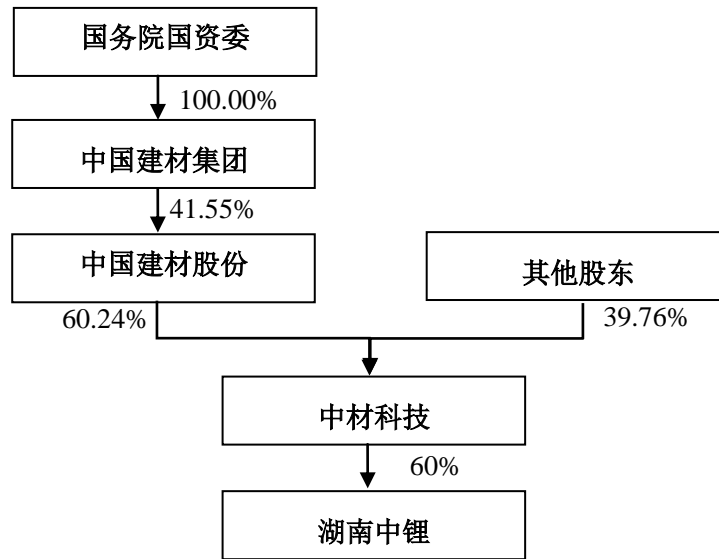 国务院国资委
100.00%
中国建材集团
41.55%
中国建材股份
其他股东
60.24%
39.76%
中材科技
60%
湖南中锂